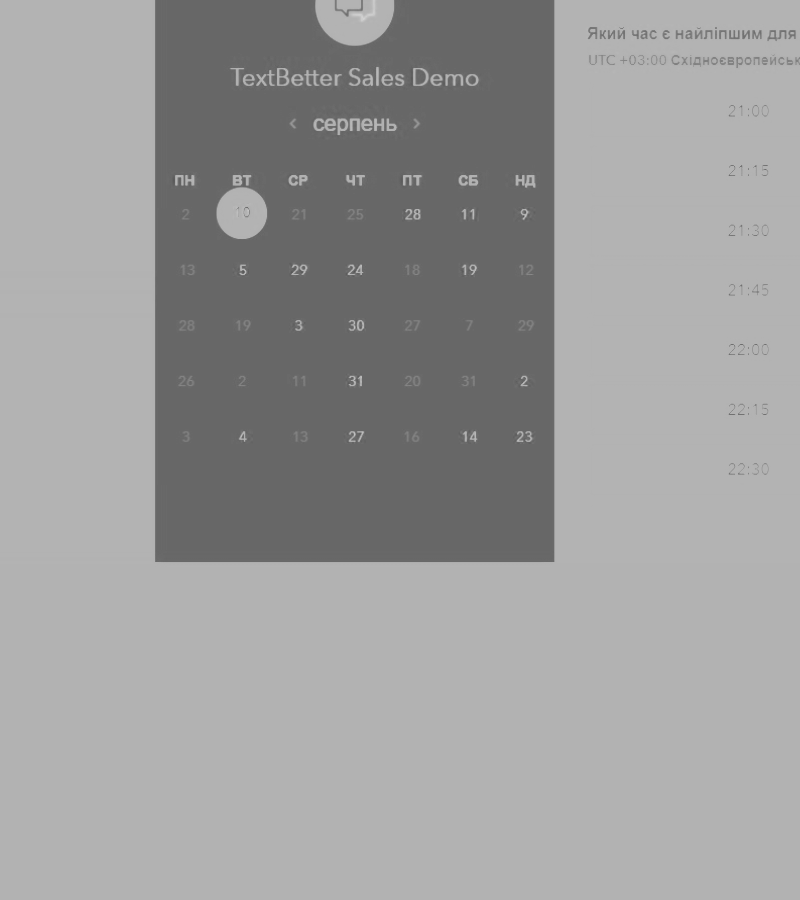 TextBetter Sales Demo
серпень
ПН ВТ СР ЧТ ПТ СБ НД
2 10 21 25 28 11 9
13 5 29 24 18 19 12
28 19 3 30 27 7 29
26 2 11 31 20 31 2
3 4 13 27 16 14 23
Який час є найліпшим для
UTC +03:00 Східноєвропейськ
21:00
21:15
21:30
21:45
22:00
22:15
22:30